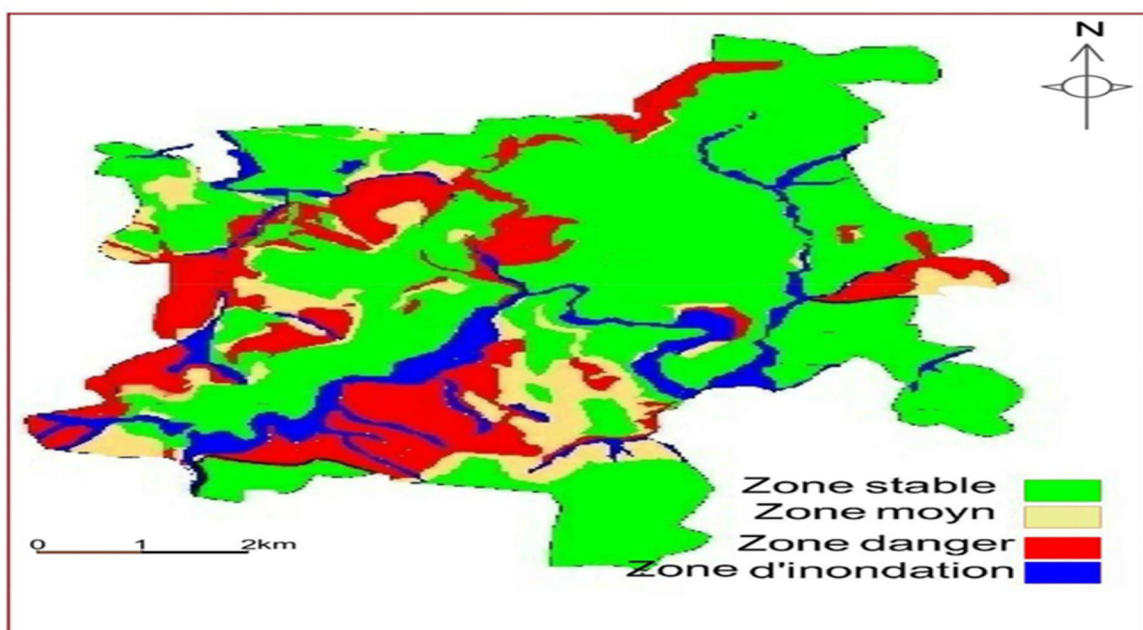 N
Zone stable
Zone moyn
Zone danger
Zone d'inondation
0 1 2km